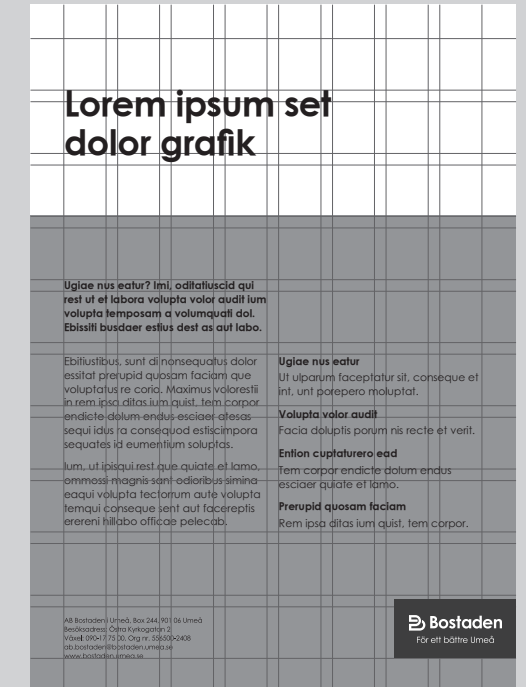 Lorem ipsum set
dolor grafik
Ugiae nus eatur? Imi, oditatiuscid qui
rest ut et labora volupta volor audit ium
volupta temposam a volumquati dol.
Ebissiti busdaer estius dest as aut labo.
Ebitiustibus, sunt di nonsequatus dolor
essitat prerupid quosam faciam que
voluptatus re coria. Maximus volorestii
in rem ipsa ditas ium quist, tem corpor
endicte dolum endus esciaer atesas
sequi idus ra consequod estiscimpora
sequates id eumentium soluptas.
Ium, ut ipisqui rest que quiate et lamo,
ommossi magnis sant odioribus simina
eaqui volupta tectorrum aute volupta
temqui conseque sent aut facereptis
erereni hillabo officae pelecab.
Ugiae nus eatur
Ut ulparum faceptatur sit, conseque et
int, unt porepero moluptat.
Volupta volor audit
Facia doluptis porum nis recte et verit.
Ention cuptaturero ead
Tem corpor endicte dolum endus
esciaer quiate et lamo.
Prerupid quosam faciam
Rem ipsa ditas ium quist, tem corpor.
AB Bostaden i Umeå, Box 244, 901 06 Umeå
Besöksadress: Östra Kyrkogatan 2
Växel: 090-17 75 00, Org nr. 556500-2408
ab.bostaden@bostaden.umea.se
www.bostaden.umea.se
Bostaden
För ett bättre Umeå